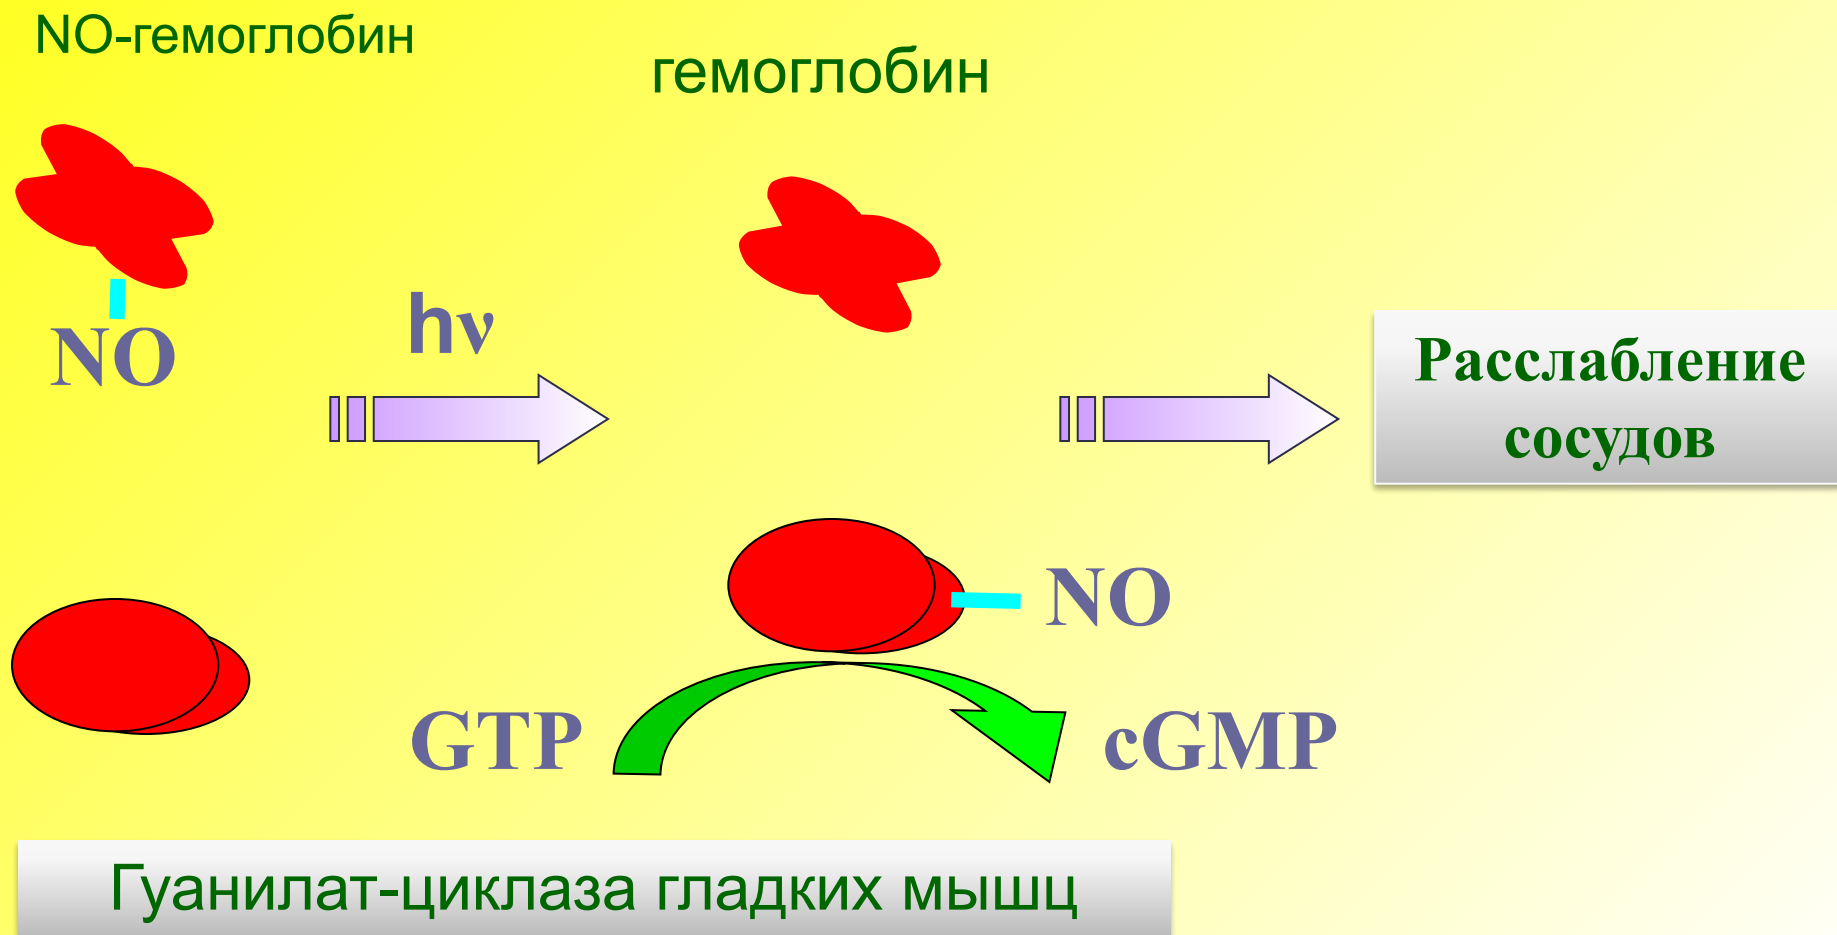 NO-гемоглобин
гемоглобин
NO
hν
Расслабление
сосудов
NO
GTP
cGMP
Гуанилат-циклаза гладких мышц